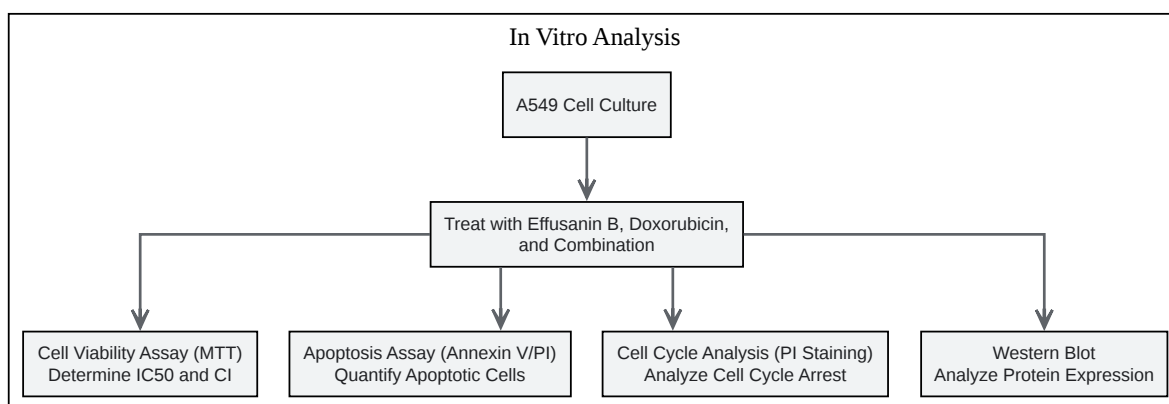 In Vitro Analysis
A549 Cell Culture
Treat with Effusanin B, Doxorubicin,
and Combination
Cell Viability Assay (MTT)
Determine IC50 and CI
Apoptosis Assay (Annexin V/PI)
Quantify Apoptotic Cells
Cell Cycle Analysis (PI Staining)
Analyze Cell Cycle Arrest
Western Blot
Analyze Protein Expression